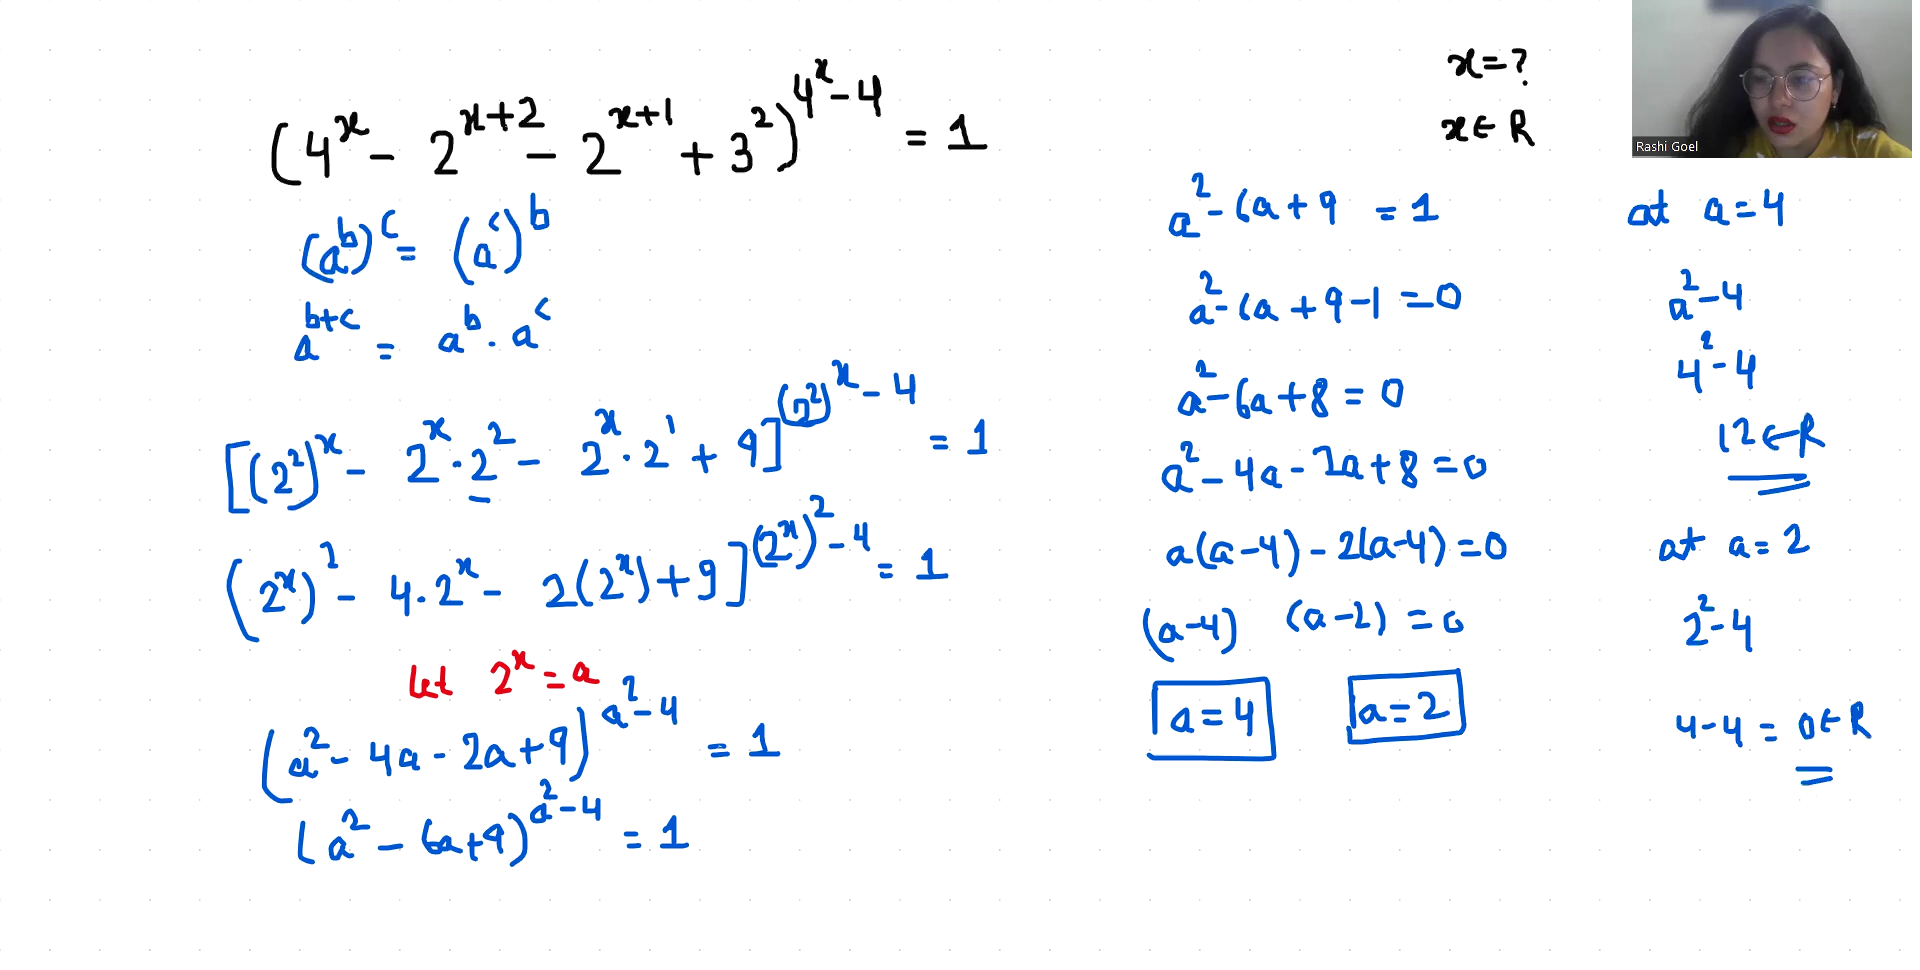 (4^x - 2^{x+2} - 2^{x+1} + 3^2)^{4^x - 4} = 1
(a^b)^c = (a^c)^b
a^{b+c} = a^b . a^c
[(2^2)^x - 2^x . 2^2 - 2^x . 2^1 + 9]^{(2^2)^x - 4} = 1
(2^x)^2 - 4 . 2^x - 2(2^x) + 9]^{(2^x)^2 - 4} = 1
let 2^x = a
(a^2 - 4a - 2a + 9)^{a^2 - 4} = 1
(a^2 - 6a + 9)^{a^2 - 4} = 1
x = ?
x ∈ R
a^2 - 6a + 9 = 1
a^2 - 6a + 9 - 1 = 0
a^2 - 6a + 8 = 0
a^2 - 4a - 2a + 8 = 0
a(a-4) - 2(a-4) = 0
(a-4) (a-2) = 0
a = 4 a = 2
Rashi Goel
at a = 4
a^2 - 4
4^2 - 4
12 ∈ R
at a = 2
2^2 - 4
4 - 4 = 0 ∈ R